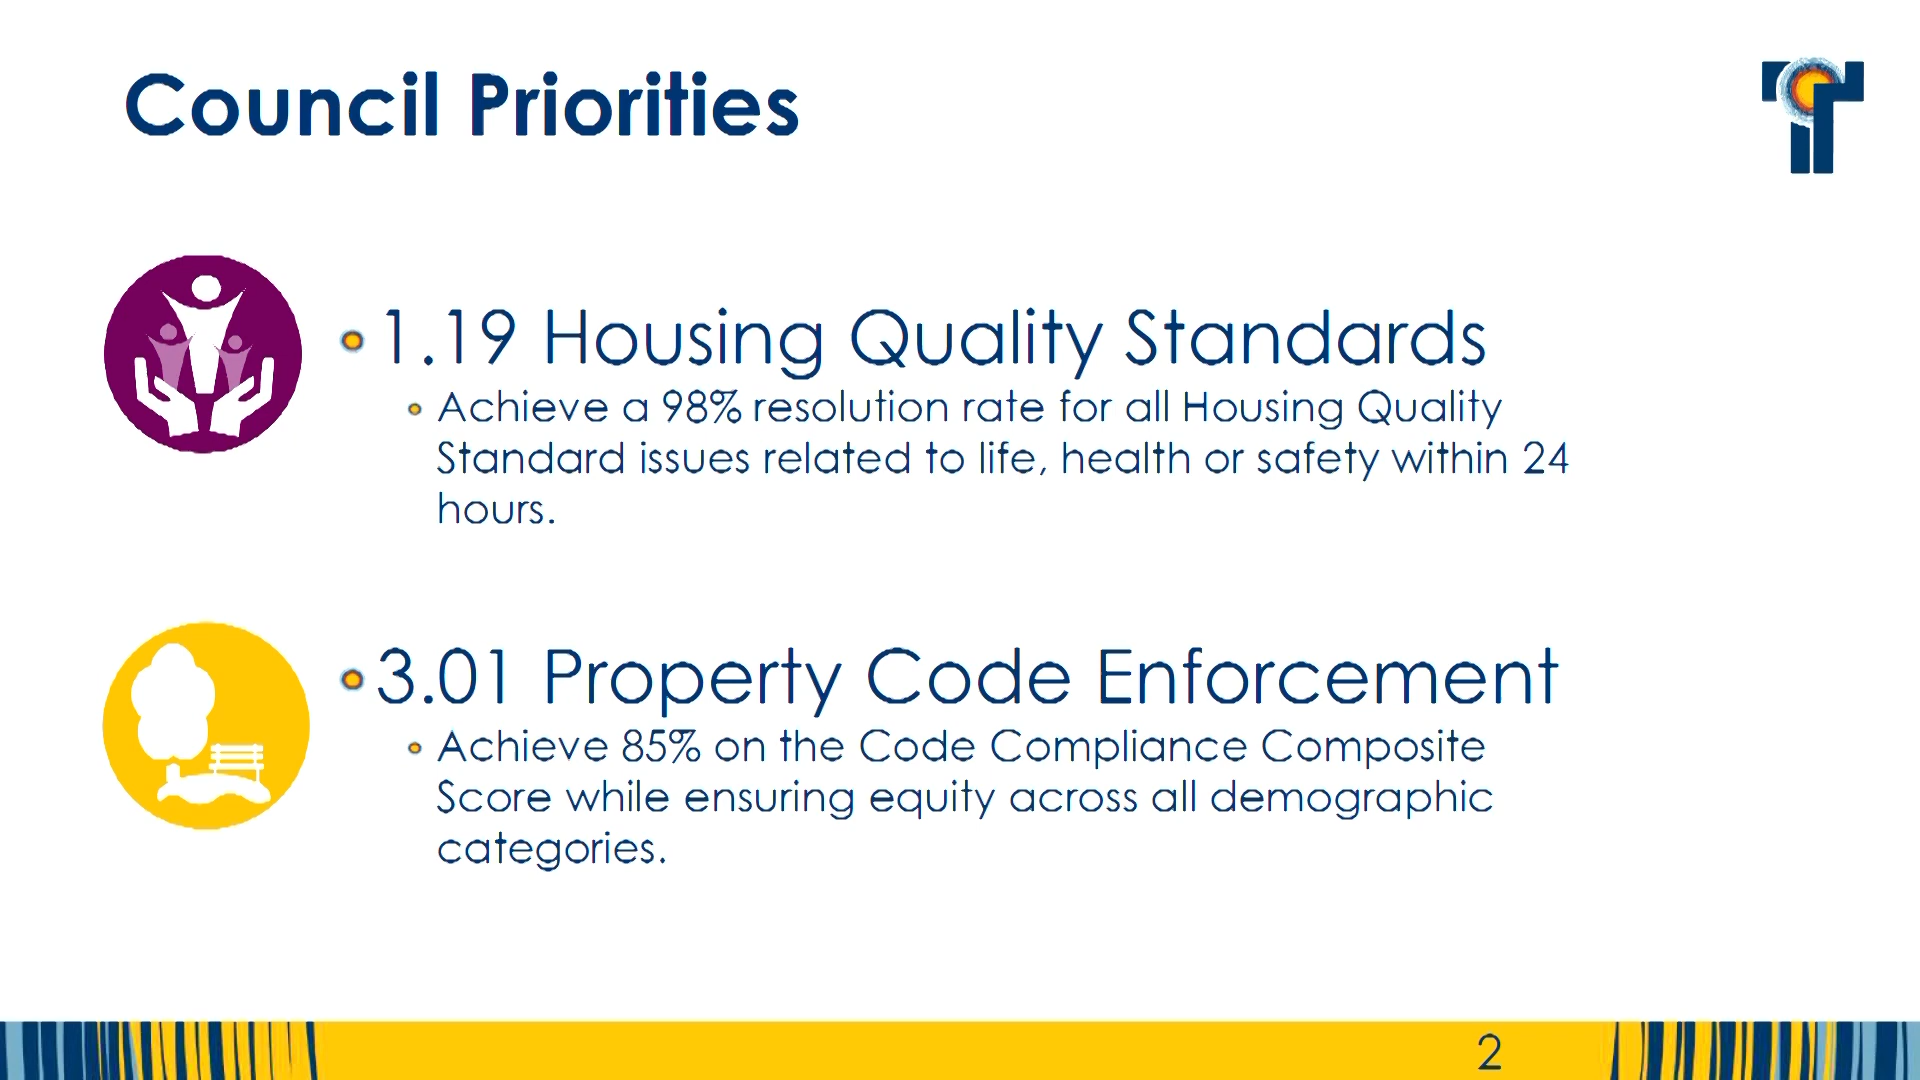 Council Priorities
1.19 Housing Quality Standards
Achieve a 98% resolution rate for all Housing Quality
Standard issues related to life, health or safety within 24
hours.
3.01 Property Code Enforcement
Achieve 85% on the Code Compliance Composite
Score while ensuring equity across all demographic
categories.
2